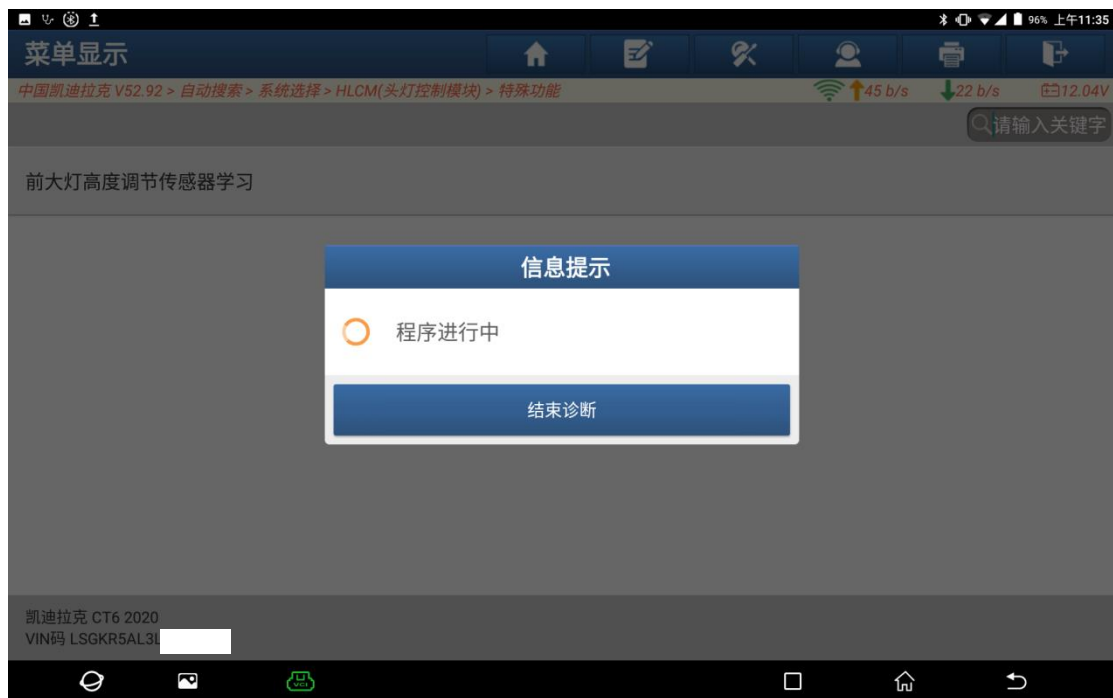 96% 上午11:35
菜单显示
中国凯迪拉克 V52.92 > 自动搜索 > 系统选择 > HLCM(头灯控制模块) > 特殊功能 45 b/s 22 b/s 12.04V
请输入关键字
前大灯高度调节传感器学习
信息提示
程序进行中
结束诊断
凯迪拉克 CT6 2020
VIN码 LSGKR5AL3L
VCI